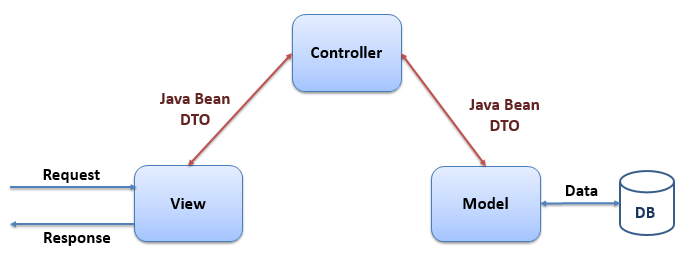 Controller
Java Bean
DTO
Java Bean
DTO
Request
View
Response
Model
Data
DB